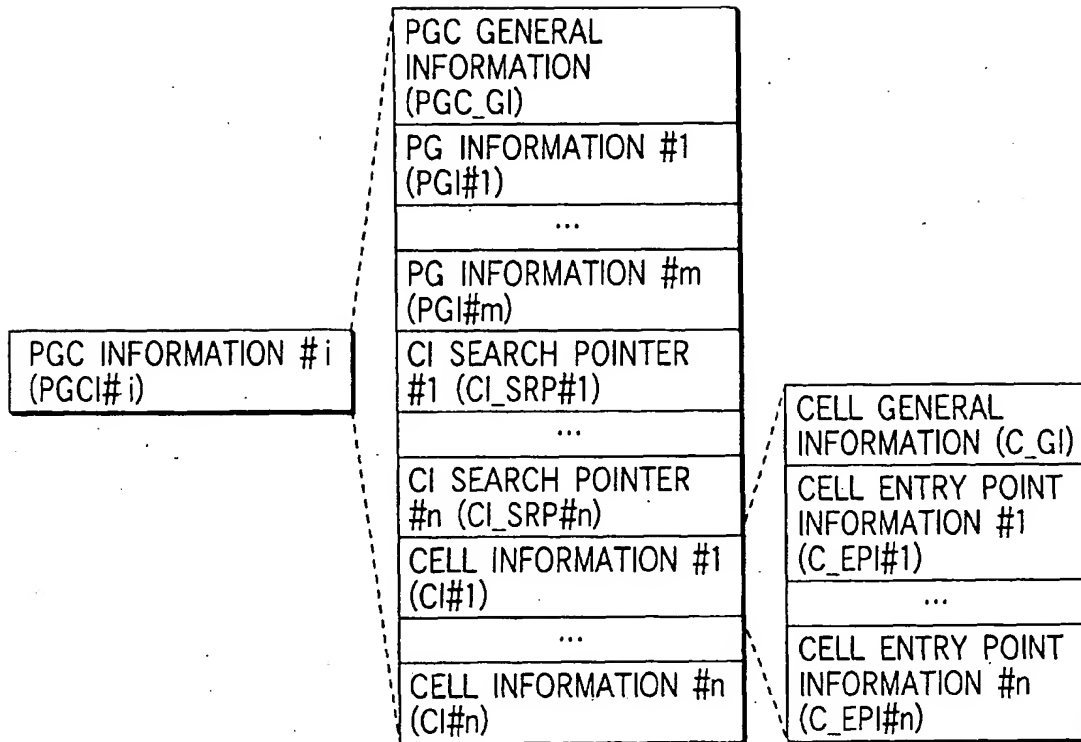 PGC INFORMATION #i
(PGCI#i)
PGC GENERAL
INFORMATION
(PGC_GI)
PG INFORMATION #1
(PGI#1)
...
PG INFORMATION #m
(PGI#m)
CI SEARCH POINTER
#1 (CI_SRP#1)
...
CI SEARCH POINTER
#n (CI_SRP#n)
CELL INFORMATION #1
(CI#1)
...
CELL INFORMATION #n
(CI#n)
CELL GENERAL
INFORMATION (C_GI)
CELL ENTRY POINT
INFORMATION #1
(C_EPI#1)
...
CELL ENTRY POINT
INFORMATION #n
(C_EPI#n)